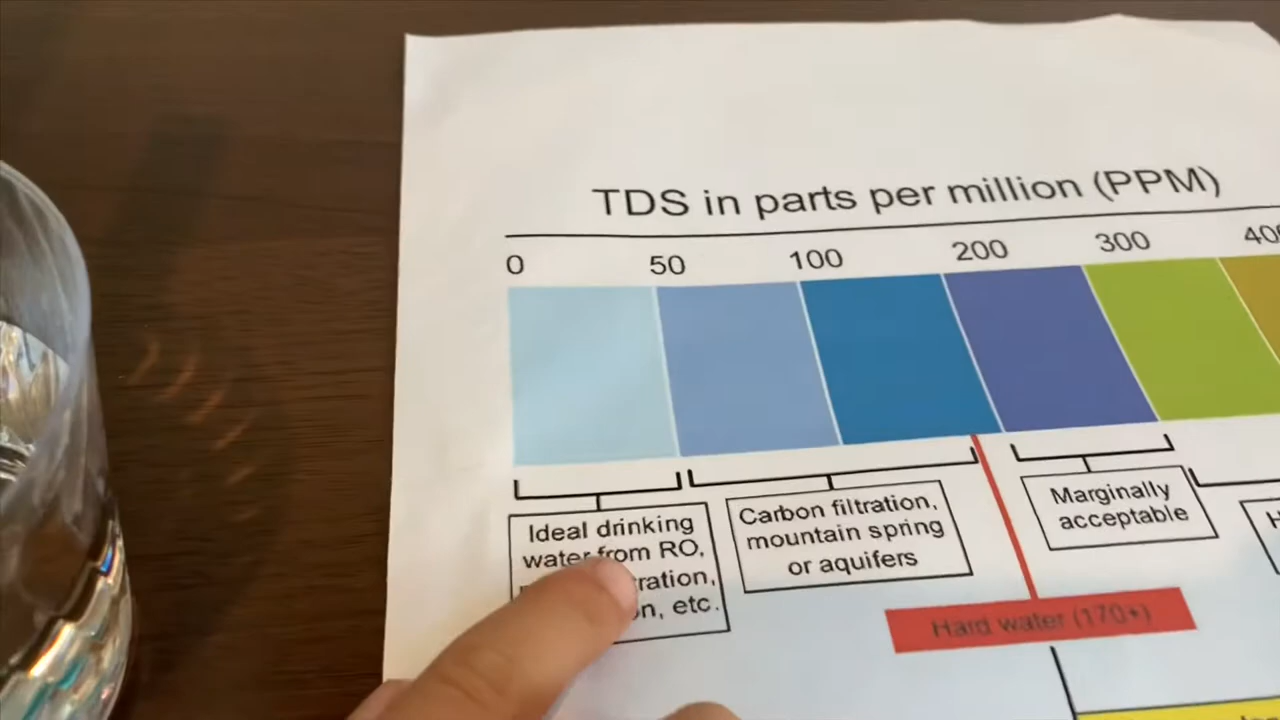 TDS in parts per million (PPM)
0 50 100 200 300
Ideal drinking
water from RO,
etc.
Carbon filtration,
mountain spring
or aquifers
Marginally
acceptable
Hard water (170+)